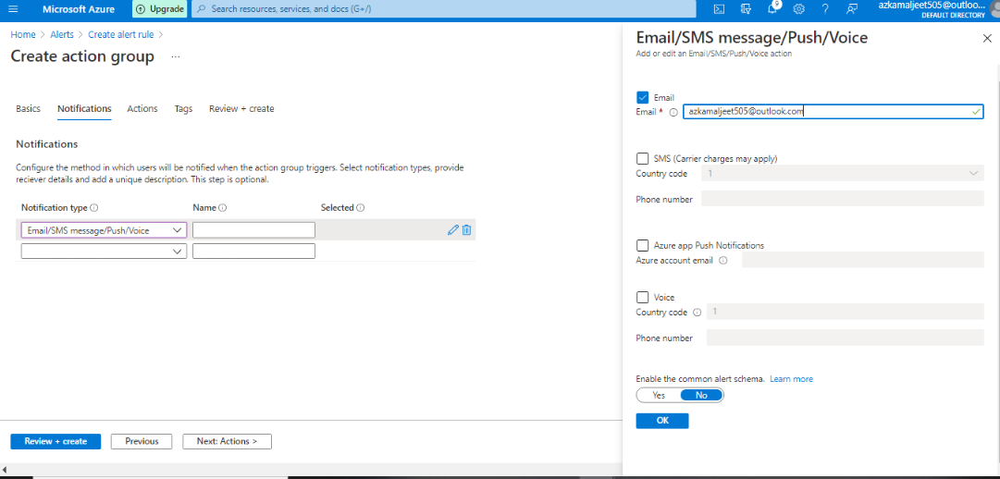 Microsoft Azure
Upgrade
Search resources, services, and docs (G+/)
9
azkamaljeet505@outloo...
DEFAULT DIRECTORY
Home > Alerts > Create alert rule >
Create action group ...
Basics Notifications Actions Tags Review + create
Notifications
Configure the method in which users will be notified when the action group triggers. Select notification types, provide
reciever details and add a unique description. This step is optional.
Notification type Name Selected
Email/SMS message/Push/Voice
Review + create Previous Next: Actions >
Email/SMS message/Push/Voice
Add or edit an Email/SMS/Push/Voice action
Email
Email * azkamaljeet505@outlook.com
SMS (Carrier charges may apply)
Country code 1
Phone number
Azure app Push Notifications
Azure account email
Voice
Country code 1
Phone number
Enable the common alert schema. Learn more
Yes No
OK